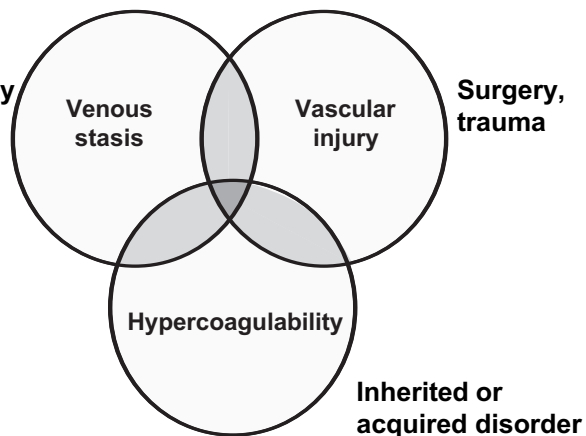 Venous
stasis
Vascular
injury
Surgery,
trauma
Hypercoagulability
Inherited or
acquired disorder